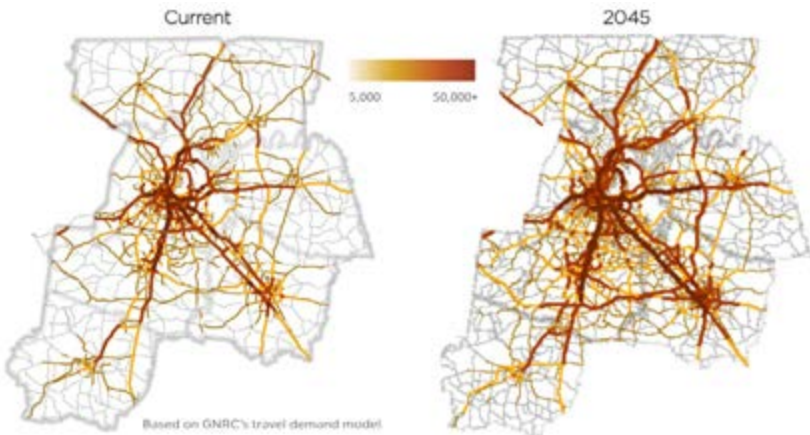 Current
2045
5,000
50,000+
Based on GNRC's travel demand model